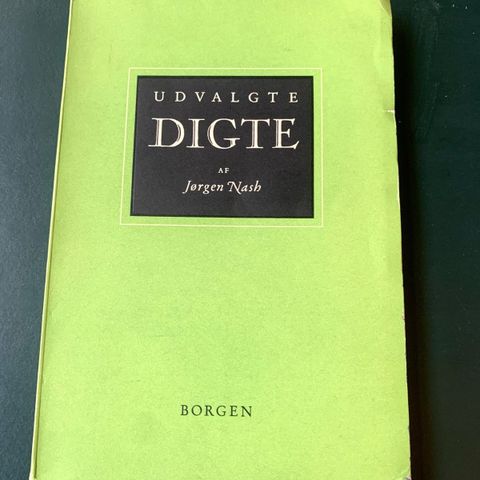 UDVALGTE
DIGTE
AF
Jørgen Nash
BORGEN